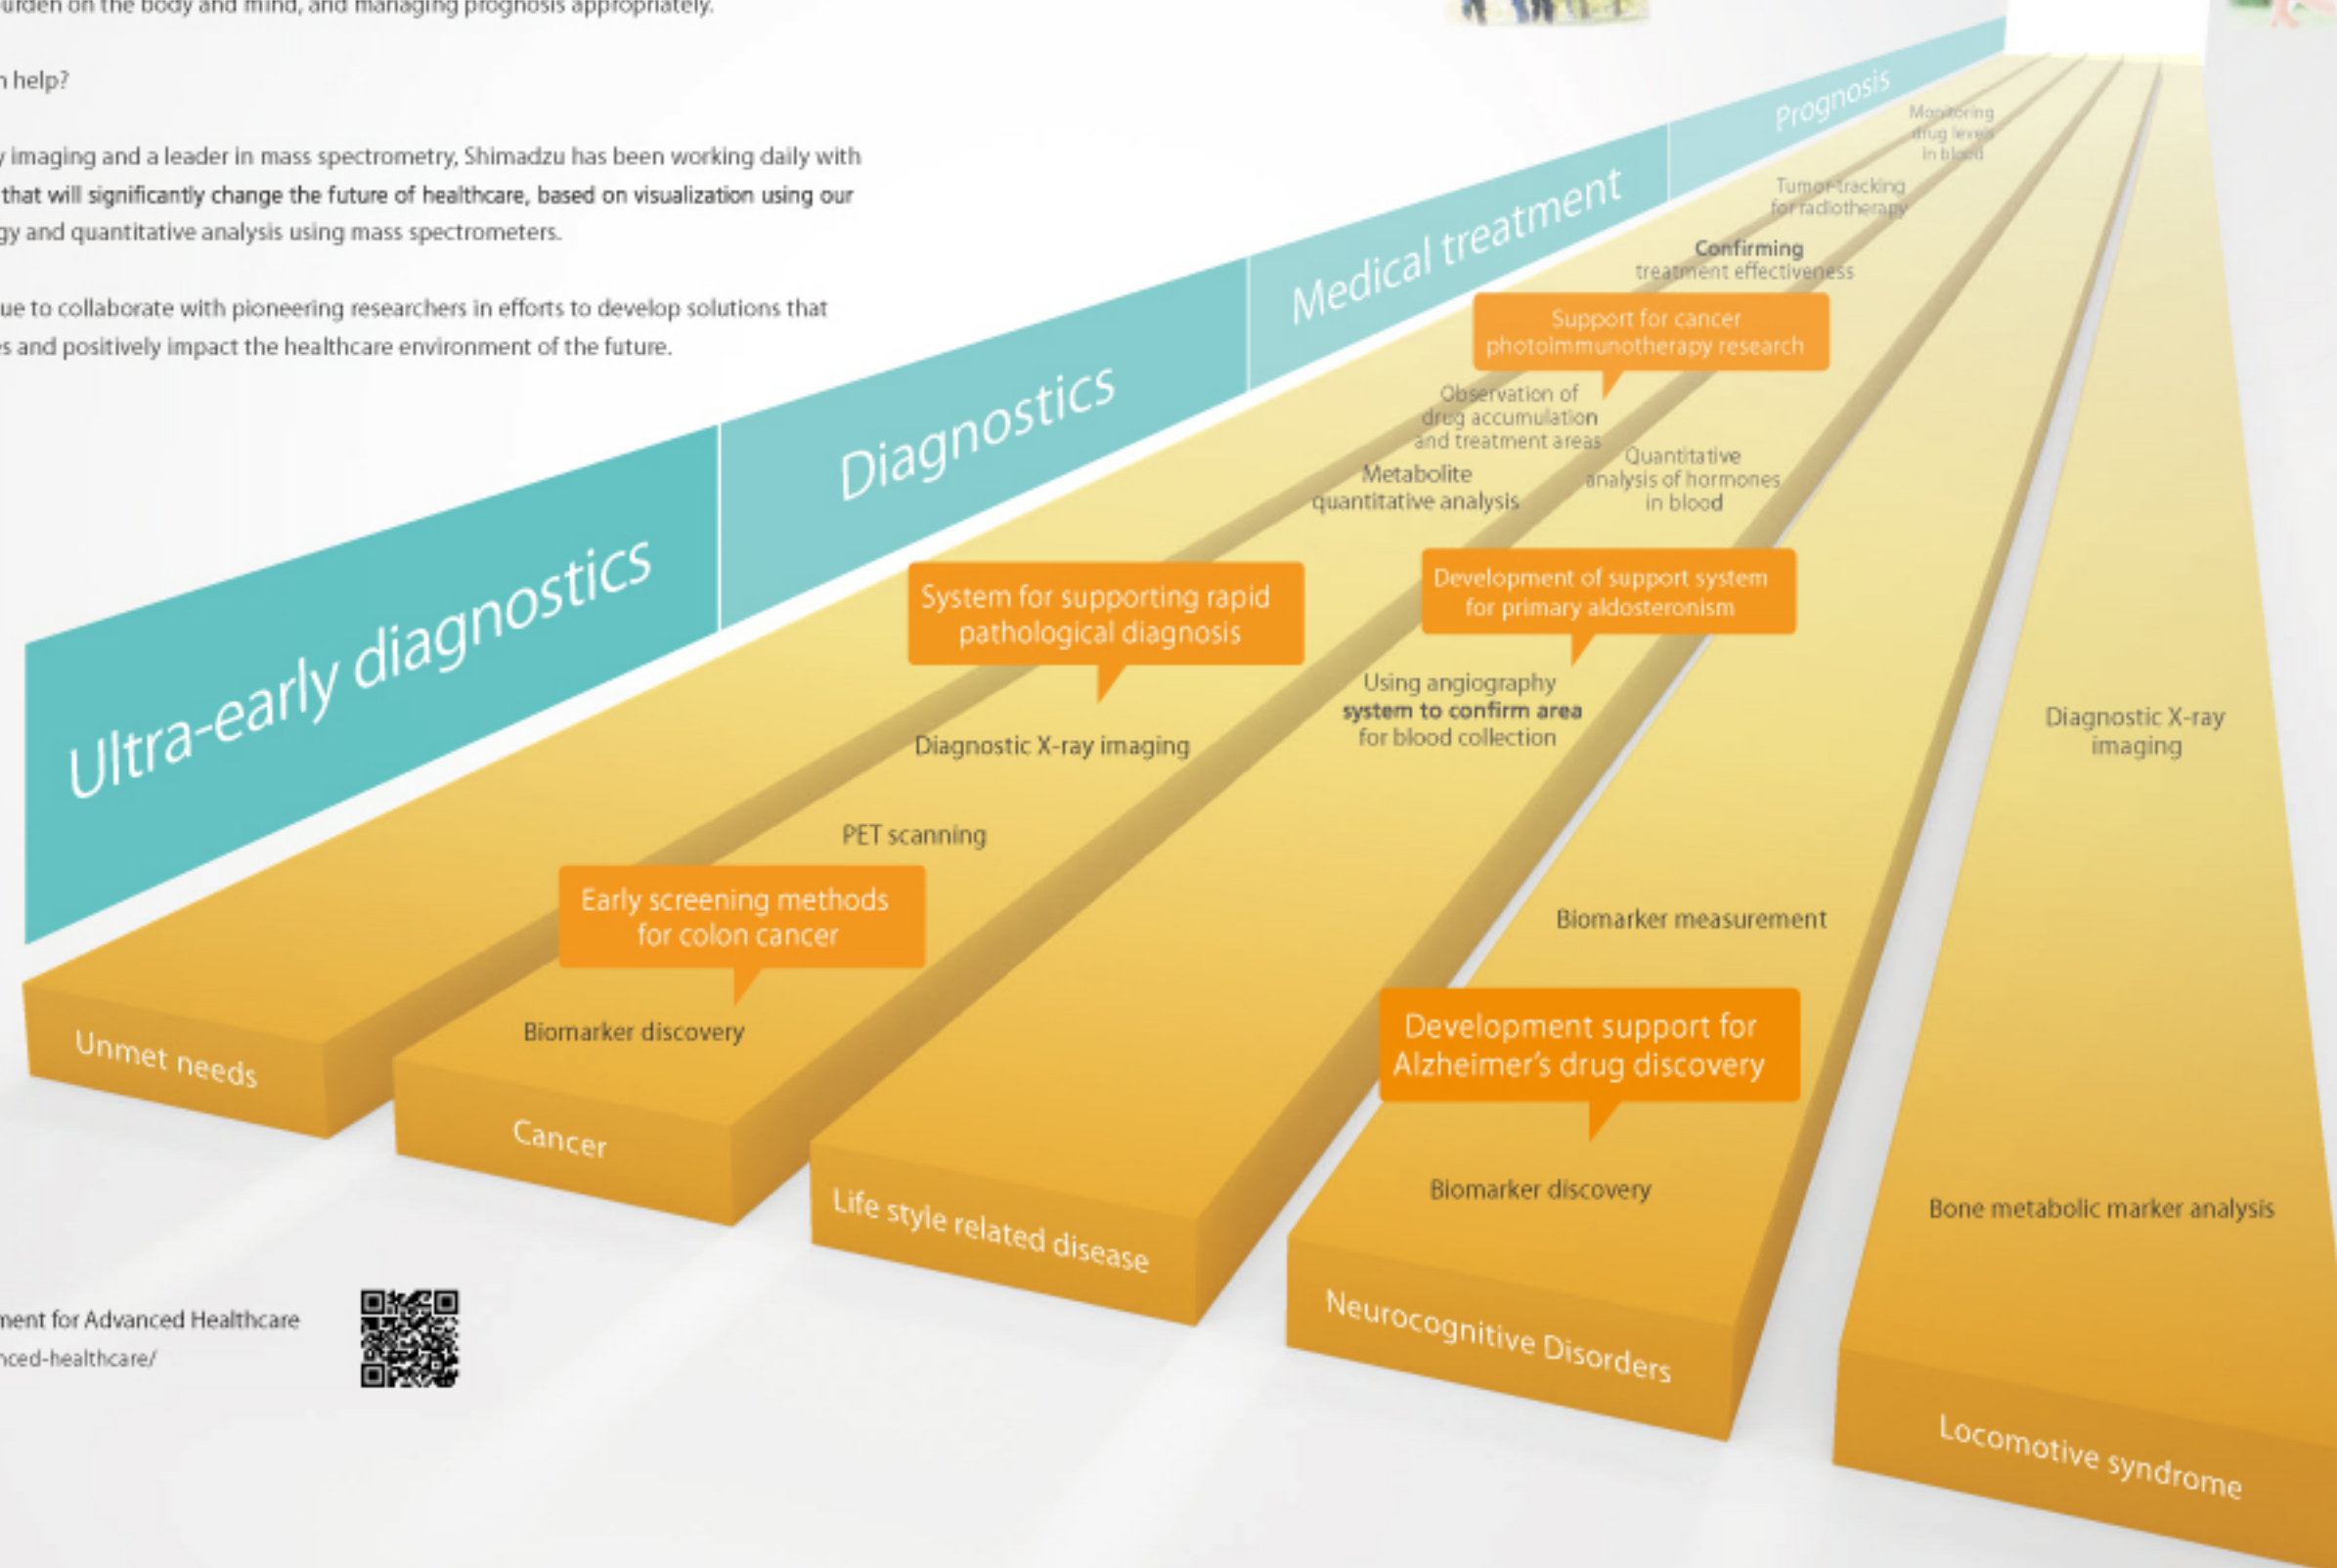 urden on the body and mind, and managing prognosis appropriately.
n help?
y imaging and a leader in mass spectrometry, Shimadzu has been working daily with
that will significantly change the future of healthcare, based on visualization using our
gy and quantitative analysis using mass spectrometers.
ue to collaborate with pioneering researchers in efforts to develop solutions that
s and positively impact the healthcare environment of the future.
Ultra-early diagnostics
Diagnostics
Medical treatment
Prognosis
Monitoring
drug levels
in blood
Tumor-tracking
for radiotherapy
Confirming
treatment effectiveness
Support for cancer
photoimmunotherapy research
Observation of
drug accumulation
and treatment areas
Metabolite
quantitative analysis
Quantitative
analysis of hormones
in blood
System for supporting rapid
pathological diagnosis
Development of support system
for primary aldosteronism
Diagnostic X-ray imaging
Using angiography
system to confirm area
for blood collection
Diagnostic X-ray
imaging
PET scanning
Early screening methods
for colon cancer
Biomarker measurement
Biomarker discovery
Development support for
Alzheimer's drug discovery
Biomarker discovery
Bone metabolic marker analysis
Unmet needs
Cancer
Life style related disease
Neurocognitive Disorders
Locomotive syndrome
ment for Advanced Healthcare
nced-healthcare/